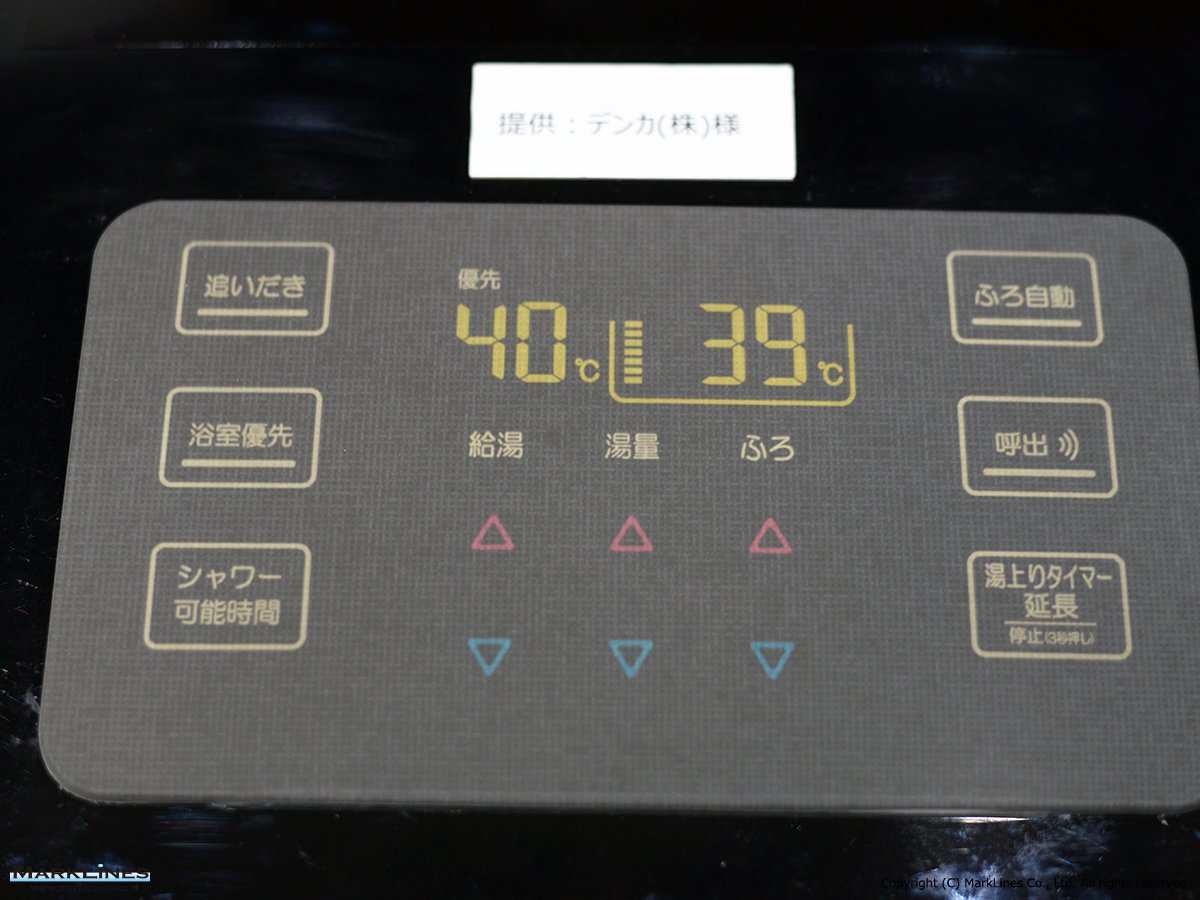 提供：デンカ(株)様
追いだき
優先
40℃
39℃
ふろ自動
浴室優先
給湯
湯量
ふろ
呼出
シャワー
可能時間
湯上りタイマー
延長
停止(3秒押し)
MARKLINES
www.marklines.com
Copyright (C) MarkLines Co., Ltd. All rights reserved.